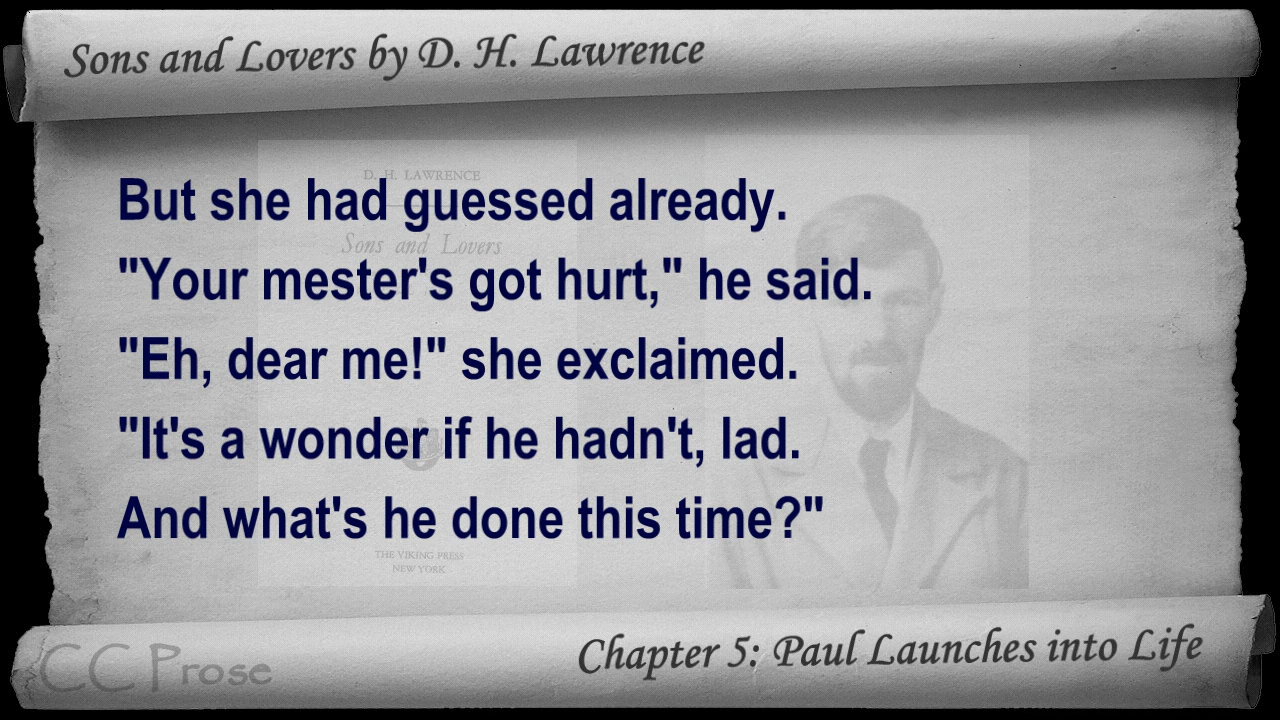 Sons and Lovers by D. H. Lawrence
D. H. LAWRENCE
But she had guessed already.
Sons and Lovers
"Your mester's got hurt," he said.
"Eh, dear me!" she exclaimed.
"It's a wonder if he hadn't, lad.
And what's he done this time?"
THE VIKING PRESS
NEW YORK
Chapter 5: Paul Launches into Life
CC Prose